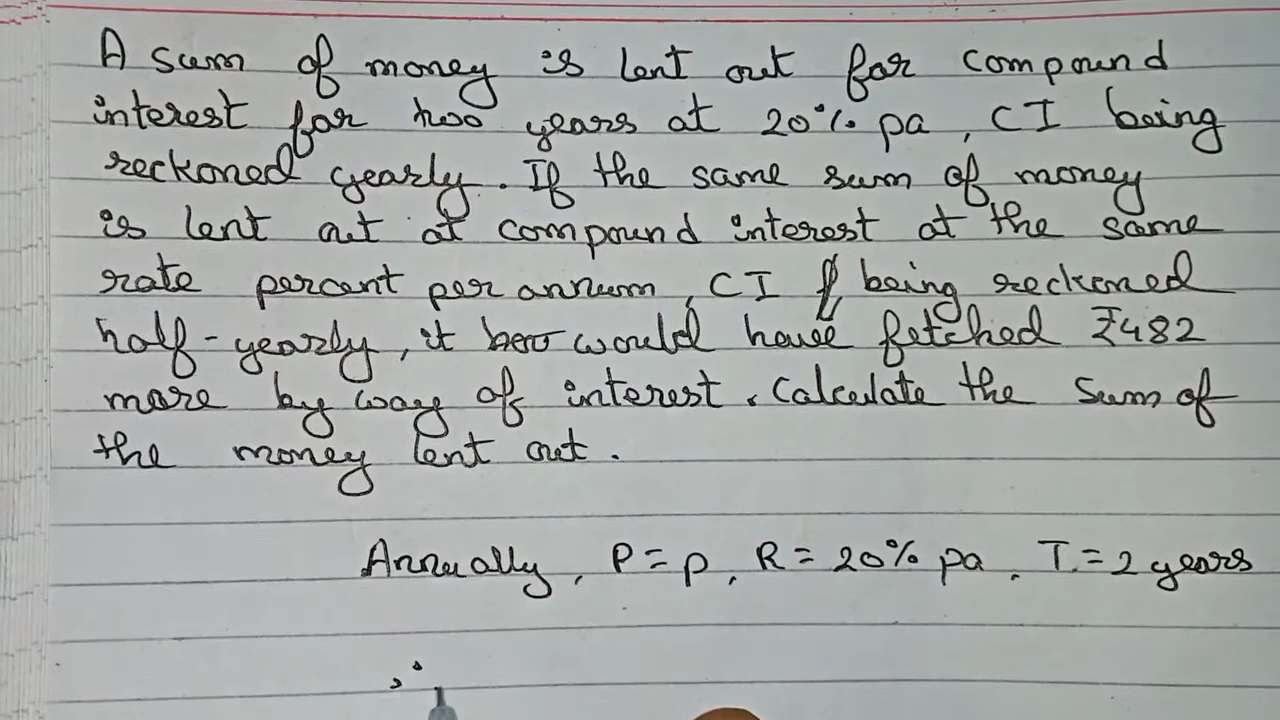 A sum of money is lent out for compound
interest for two years at 20% pa, CI being
reckoned yearly. If the same sum of money
is lent out at compound interest at the same
rate percent per annum, CI being reckoned
half-yearly, it would have fetched ₹482
more by way of interest. Calculate the sum of
the money lent out.
Annually, P = p, R = 20% pa, T = 2 years